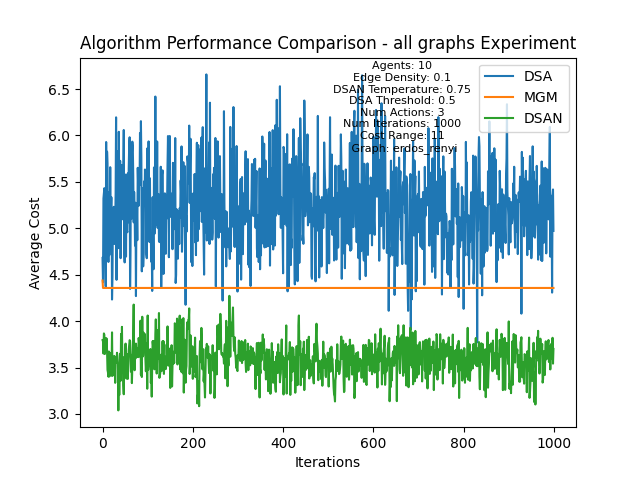 Algorithm Performance Comparison - all graphs Experiment
Agents: 10
Edge Density: 0.1
DSAN Temperature: 0.75
DSA Threshold: 0.5
Num Actions: 3
Num Iterations: 1000
Cost Range: 11
Graph: erdos_renyi
DSA
MGM
DSAN
6.5
6.0
5.5
5.0
4.5
4.0
3.5
3.0
Average Cost
0
200
400
600
800
1000
Iterations